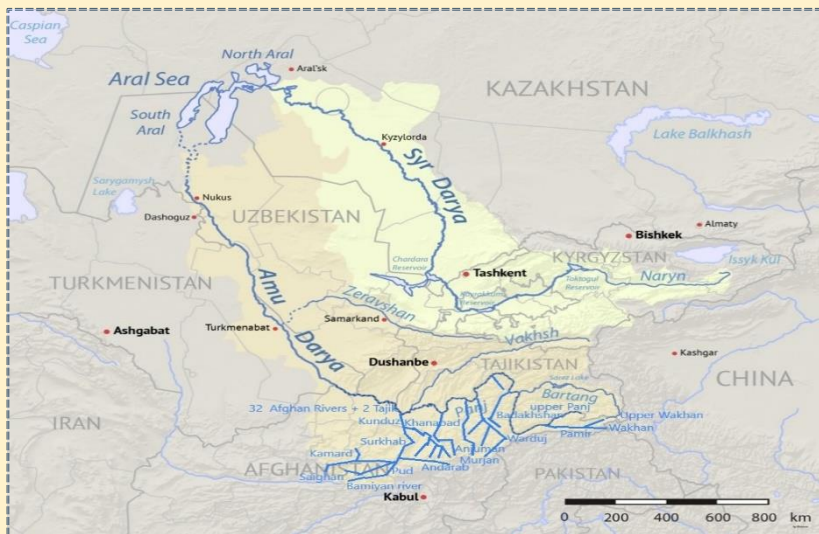 Caspian
Sea
North Aral
Aral'sk
Aral Sea
KAZAKHSTAN
South
Aral
Lake Balkhash
Kyzylorda
Syr Darya
Sarygamysh
Lake
Nukus
Dashoguz
UZBEKISTAN
Almaty
Bishkek
Chardara
Reservoir
Tashkent
KYRGYZSTAN
Issyk Kul
Toktogul
Reservoir
Naryn
Reservoir
TURKMENISTAN
Amu Darya
Zeravshan
Samarkand
Turkmenabat
Vakhsh
Ashgabat
Dushanbe
Kashgar
TAJIKISTAN
CHINA
Sarez Lake
Bartang
32 Afghan Rivers + 2 Tajik
Panj
upper Panj
IRAN
Kunduz
Khanabad
Badakhshan
Upper Wakhan
Wakhan
Pamir
Surkhab
Anjuman
Warduj
Kamard
Murjan
AFGHANISTAN
Andarab
Saighan
Pud
Bamiyan river
PAKISTAN
Kabul
0 200 400 600 800 km